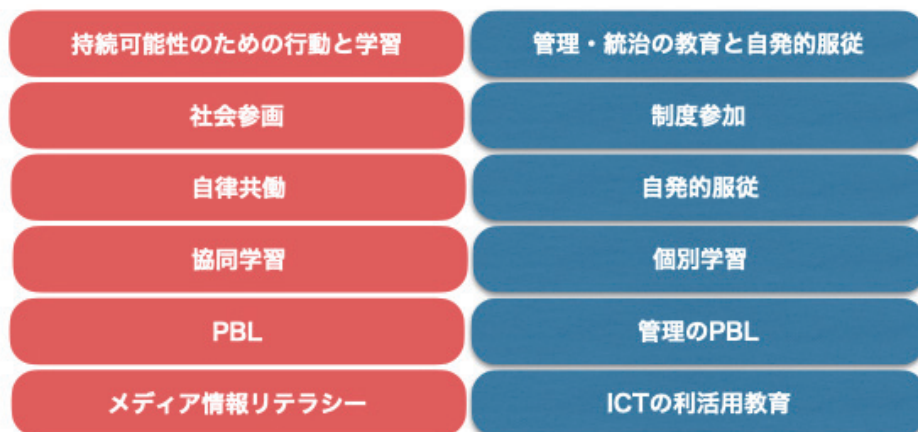 持続可能性のための行動と学習
管理・統治の教育と自発的服従
社会参画
制度参加
自律共働
自発的服従
協同学習
個別学習
PBL
管理のPBL
メディア情報リテラシー
ICTの利活用教育